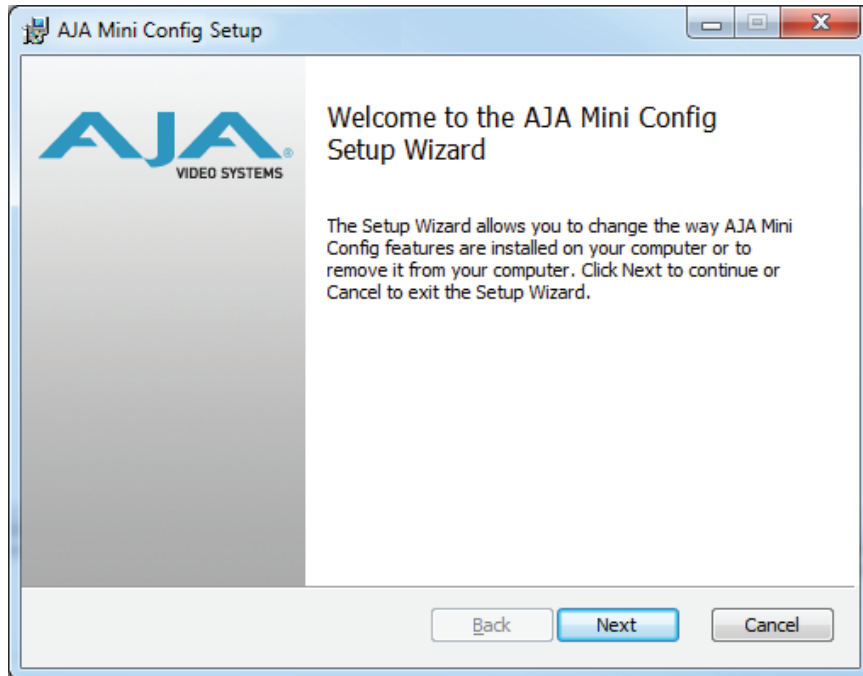 AJA Mini Config Setup
AJA®
VIDEO SYSTEMS
Welcome to the AJA Mini Config
Setup Wizard
The Setup Wizard allows you to change the way AJA Mini
Config features are installed on your computer or to
remove it from your computer. Click Next to continue or
Cancel to exit the Setup Wizard.
Back
Next
Cancel